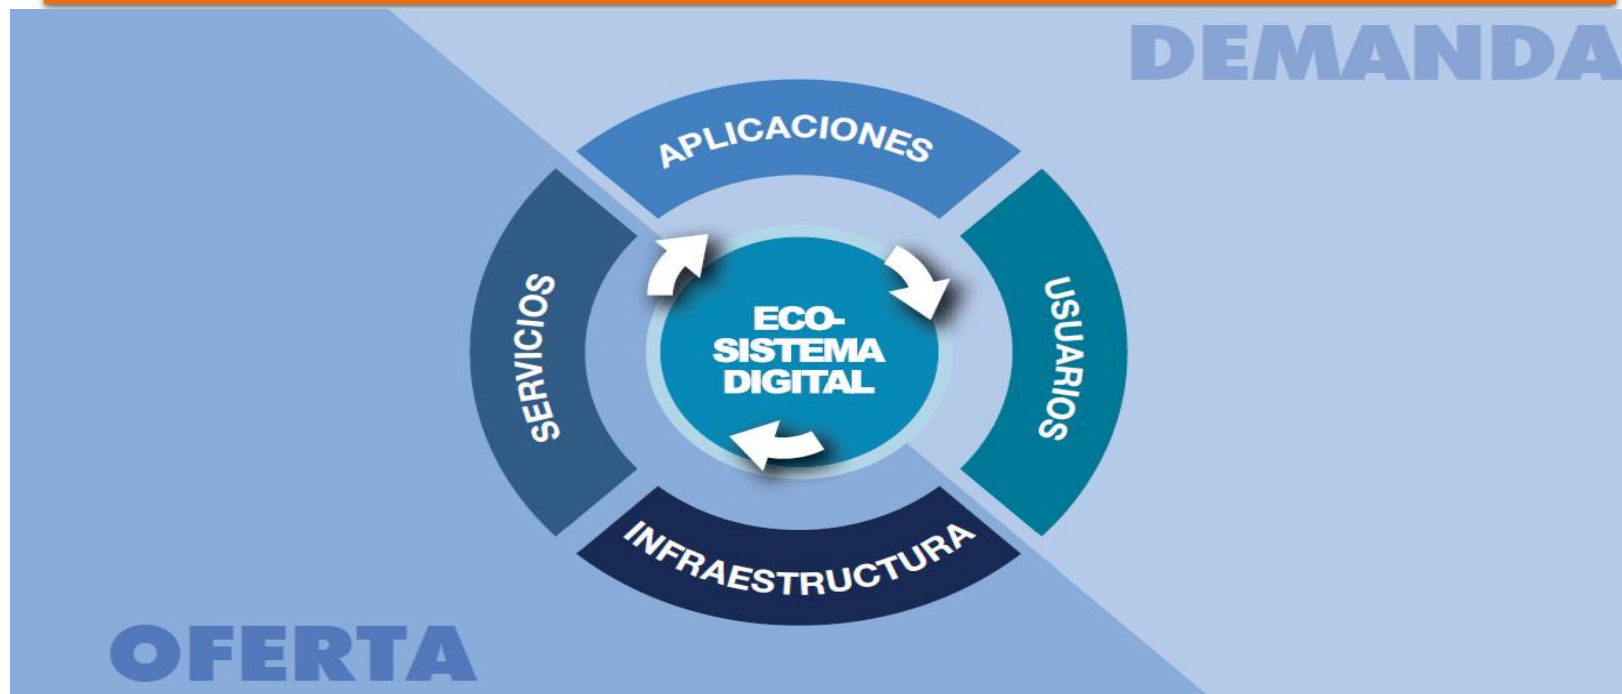 DEMANDA
APLICACIONES
SERVICIOS
ECO-
SISTEMA
DIGITAL
USUARIOS
INFRAESTRUCTURA
OFERTA